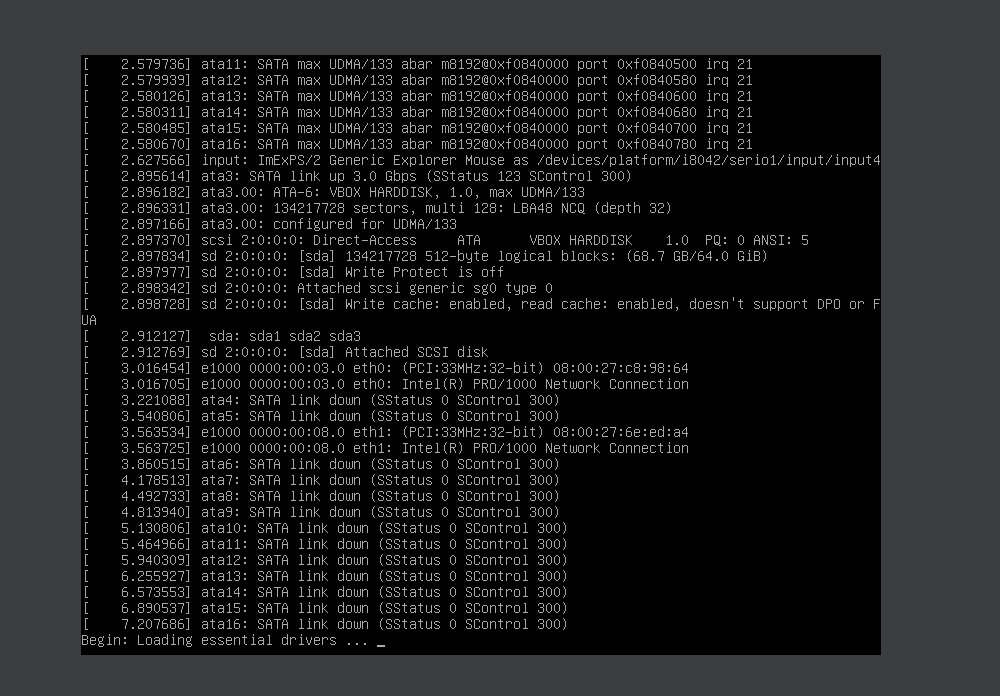 [    2.579736] ata11: SATA max UDMA/133 abar m8192@0xf0840000 port 0xf0840500 irq 21
[    2.579939] ata12: SATA max UDMA/133 abar m8192@0xf0840000 port 0xf0840580 irq 21
[    2.580126] ata13: SATA max UDMA/133 abar m8192@0xf0840000 port 0xf0840600 irq 21
[    2.580311] ata14: SATA max UDMA/133 abar m8192@0xf0840000 port 0xf0840680 irq 21
[    2.580485] ata15: SATA max UDMA/133 abar m8192@0xf0840000 port 0xf0840700 irq 21
[    2.580670] ata16: SATA max UDMA/133 abar m8192@0xf0840000 port 0xf0840780 irq 21
[    2.627566] input: ImExPS/2 Generic Explorer Mouse as /devices/platform/i8042/serio1/input/input4
[    2.895614] ata3: SATA link up 3.0 Gbps (SStatus 123 SControl 300)
[    2.896182] ata3.00: ATA-6: VBOX HARDDISK, 1.0, max UDMA/133
[    2.896331] ata3.00: 134217728 sectors, multi 128: LBA48 NCQ (depth 32)
[    2.897166] ata3.00: configured for UDMA/133
[    2.897370] scsi 2:0:0:0: Direct-Access     ATA      VBOX HARDDISK    1.0  PQ: 0 ANSI: 5
[    2.897834] sd 2:0:0:0: [sda] 134217728 512-byte logical blocks: (68.7 GB/64.0 GiB)
[    2.897977] sd 2:0:0:0: [sda] Write Protect is off
[    2.898342] sd 2:0:0:0: Attached scsi generic sg0 type 0
[    2.898728] sd 2:0:0:0: [sda] Write cache: enabled, read cache: enabled, doesn't support DPO or F
UA
[    2.912127]  sda: sda1 sda2 sda3
[    2.912769] sd 2:0:0:0: [sda] Attached SCSI disk
[    3.016454] e1000 0000:00:03.0 eth0: (PCI:33MHz:32-bit) 08:00:27:c8:98:64
[    3.016705] e1000 0000:00:03.0 eth0: Intel(R) PRO/1000 Network Connection
[    3.221088] ata4: SATA link down (SStatus 0 SControl 300)
[    3.540806] ata5: SATA link down (SStatus 0 SControl 300)
[    3.563534] e1000 0000:00:08.0 eth1: (PCI:33MHz:32-bit) 08:00:27:6e:ed:a4
[    3.563725] e1000 0000:00:08.0 eth1: Intel(R) PRO/1000 Network Connection
[    3.860515] ata6: SATA link down (SStatus 0 SControl 300)
[    4.178513] ata7: SATA link down (SStatus 0 SControl 300)
[    4.492733] ata8: SATA link down (SStatus 0 SControl 300)
[    4.813940] ata9: SATA link down (SStatus 0 SControl 300)
[    5.130806] ata10: SATA link down (SStatus 0 SControl 300)
[    5.464966] ata11: SATA link down (SStatus 0 SControl 300)
[    5.940309] ata12: SATA link down (SStatus 0 SControl 300)
[    6.255927] ata13: SATA link down (SStatus 0 SControl 300)
[    6.573553] ata14: SATA link down (SStatus 0 SControl 300)
[    6.890537] ata15: SATA link down (SStatus 0 SControl 300)
[    7.207686] ata16: SATA link down (SStatus 0 SControl 300)
Begin: Loading essential drivers ... _